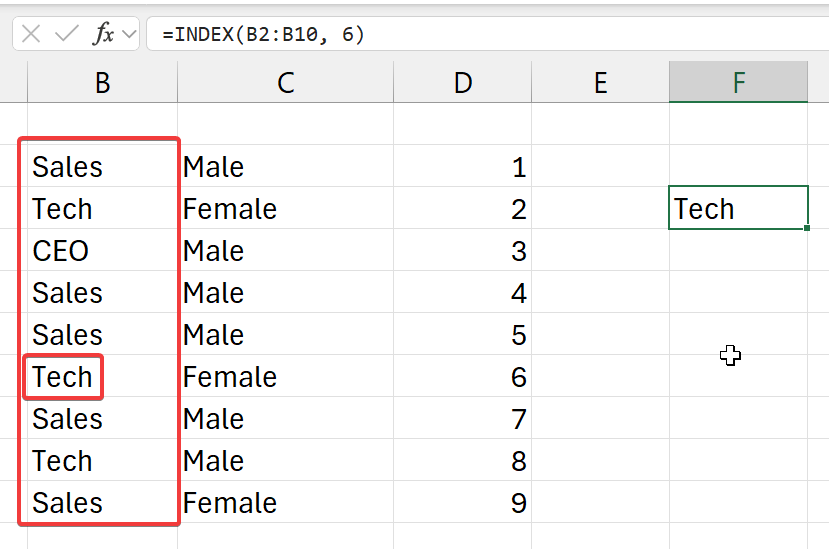 fx =INDEX(B2:B10, 6)
B C D E F
Sales Male 1
Tech Female 2 Tech
CEO Male 3
Sales Male 4
Sales Male 5
Tech Female 6
Sales Male 7
Tech Male 8
Sales Female 9